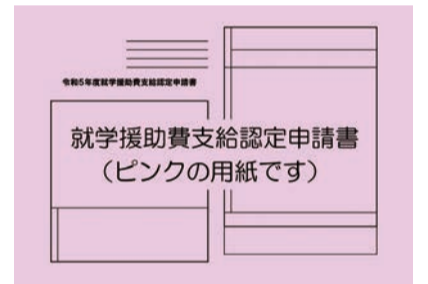 令和5年度就学援助費支給認定申請書
就学援助費支給認定申請書
（ピンクの用紙です）